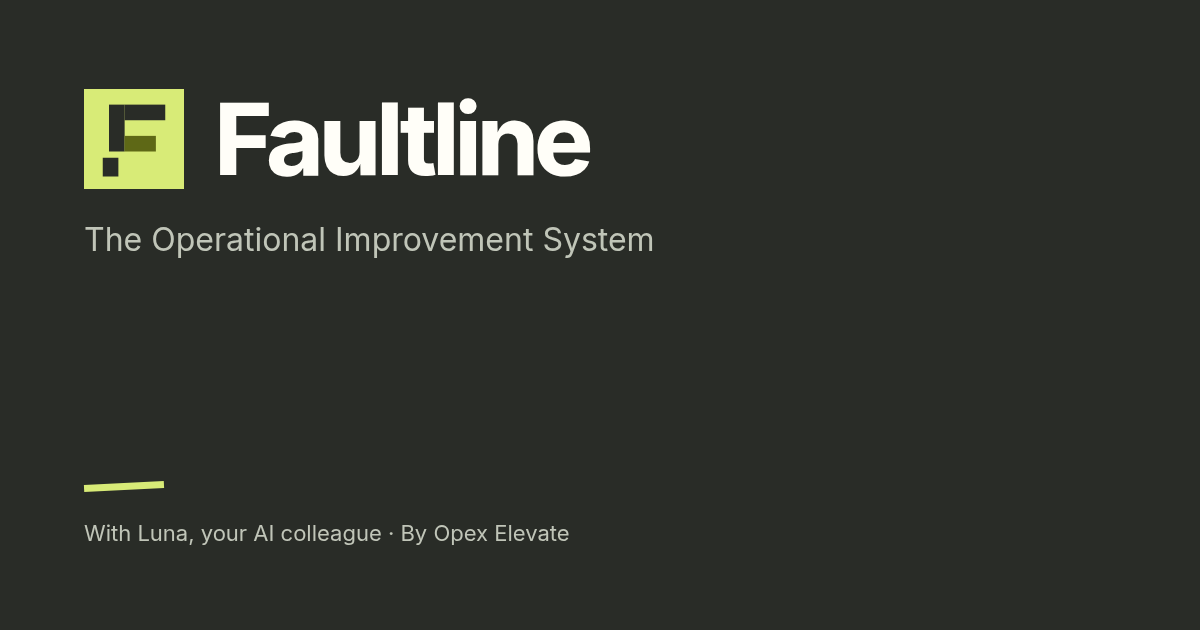 Faultline
The Operational Improvement System
With Luna, your AI colleague · By Opex Elevate